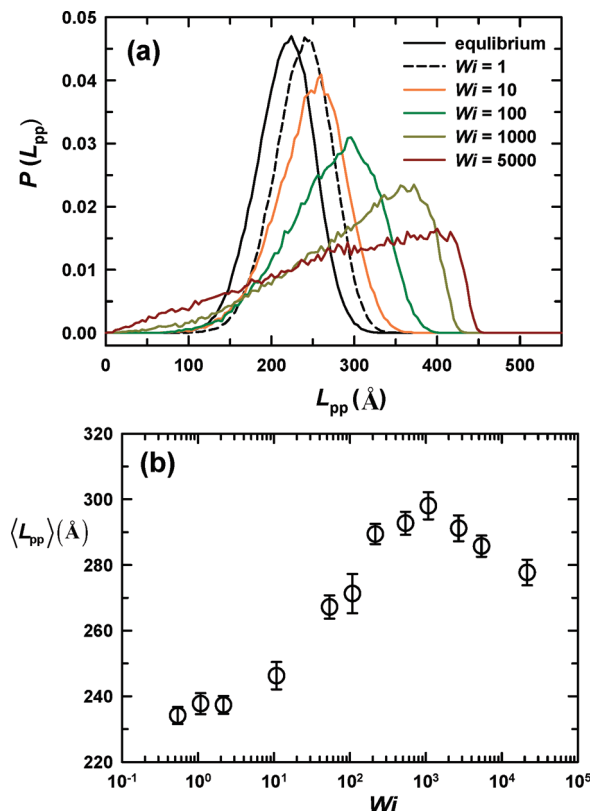 (a)
equlibrium
Wi = 1
Wi = 10
Wi = 100
Wi = 1000
Wi = 5000
P (Lpp)
0.05
0.04
0.03
0.02
0.01
0.00
0 100 200 300 400 500
Lpp (Å)
(b)
⟨Lpp⟩(Å)
320
300
280
260
240
220
10⁻¹ 10⁰ 10¹ 10² 10³ 10⁴ 10⁵
Wi